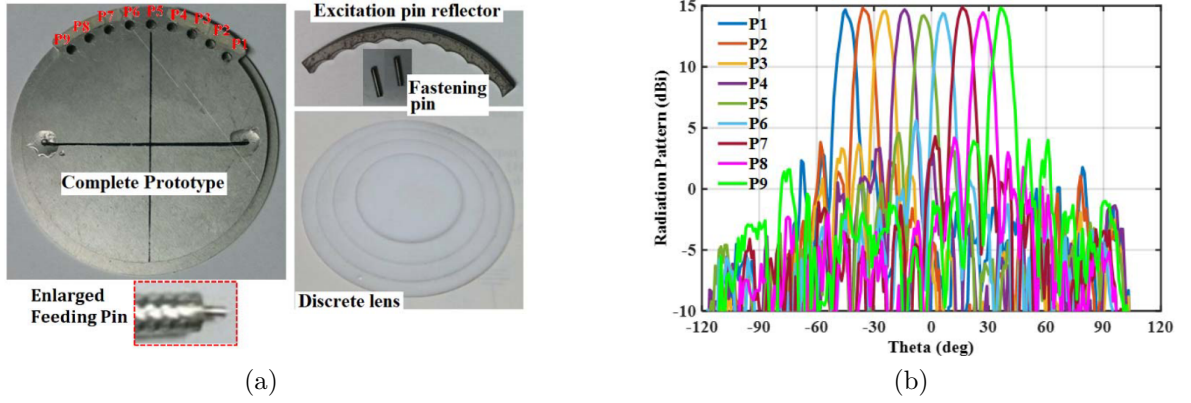 P9 P8 P7 P6 P5 P4 P3 P2 P1
Complete Prototype
Enlarged
Feeding Pin
Excitation pin reflector
Fastening
pin
Discrete lens
(a)
15
10
5
0
-5
-10
Radiation Pattern (dBi)
P1
P2
P3
P4
P5
P6
P7
P8
P9
-120 -90 -60 -30 0 30 60 90 120
Theta (deg)
(b)